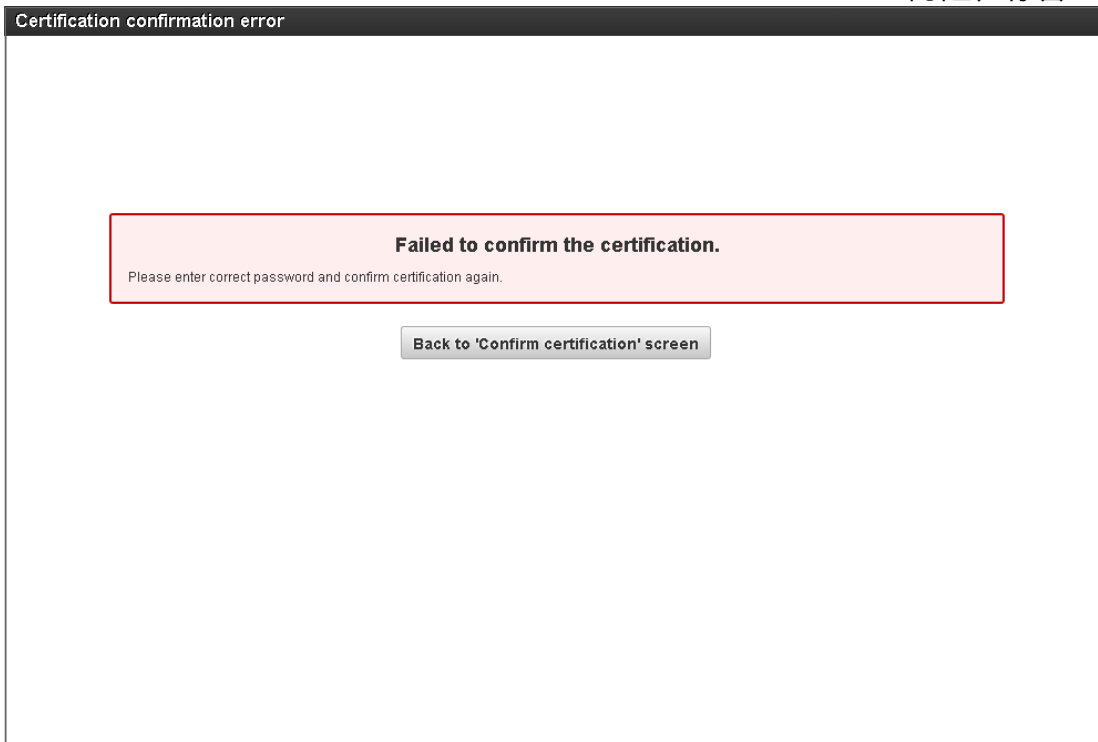 Certification confirmation error
Failed to confirm the certification.
Please enter correct password and confirm certification again.
Back to 'Confirm certification' screen